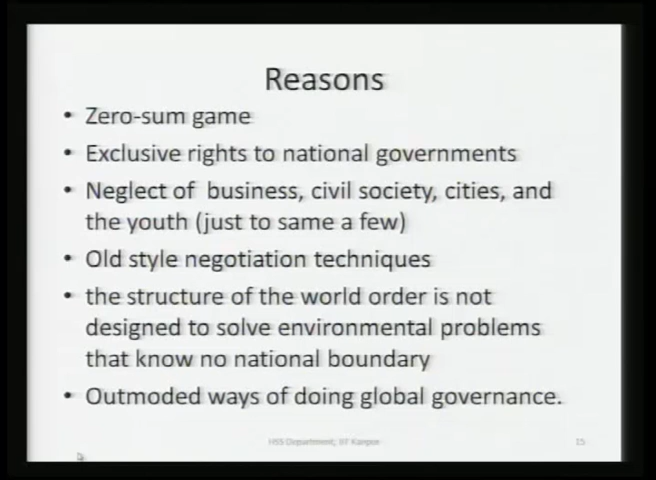 Reasons
• Zero-sum game
• Exclusive rights to national governments
• Neglect of business, civil society, cities, and
the youth (just to same a few)
• Old style negotiation techniques
• the structure of the world order is not
designed to solve environmental problems
that know no national boundary
• Outmoded ways of doing global governance.
HSS Department, IIT Kanpur
15